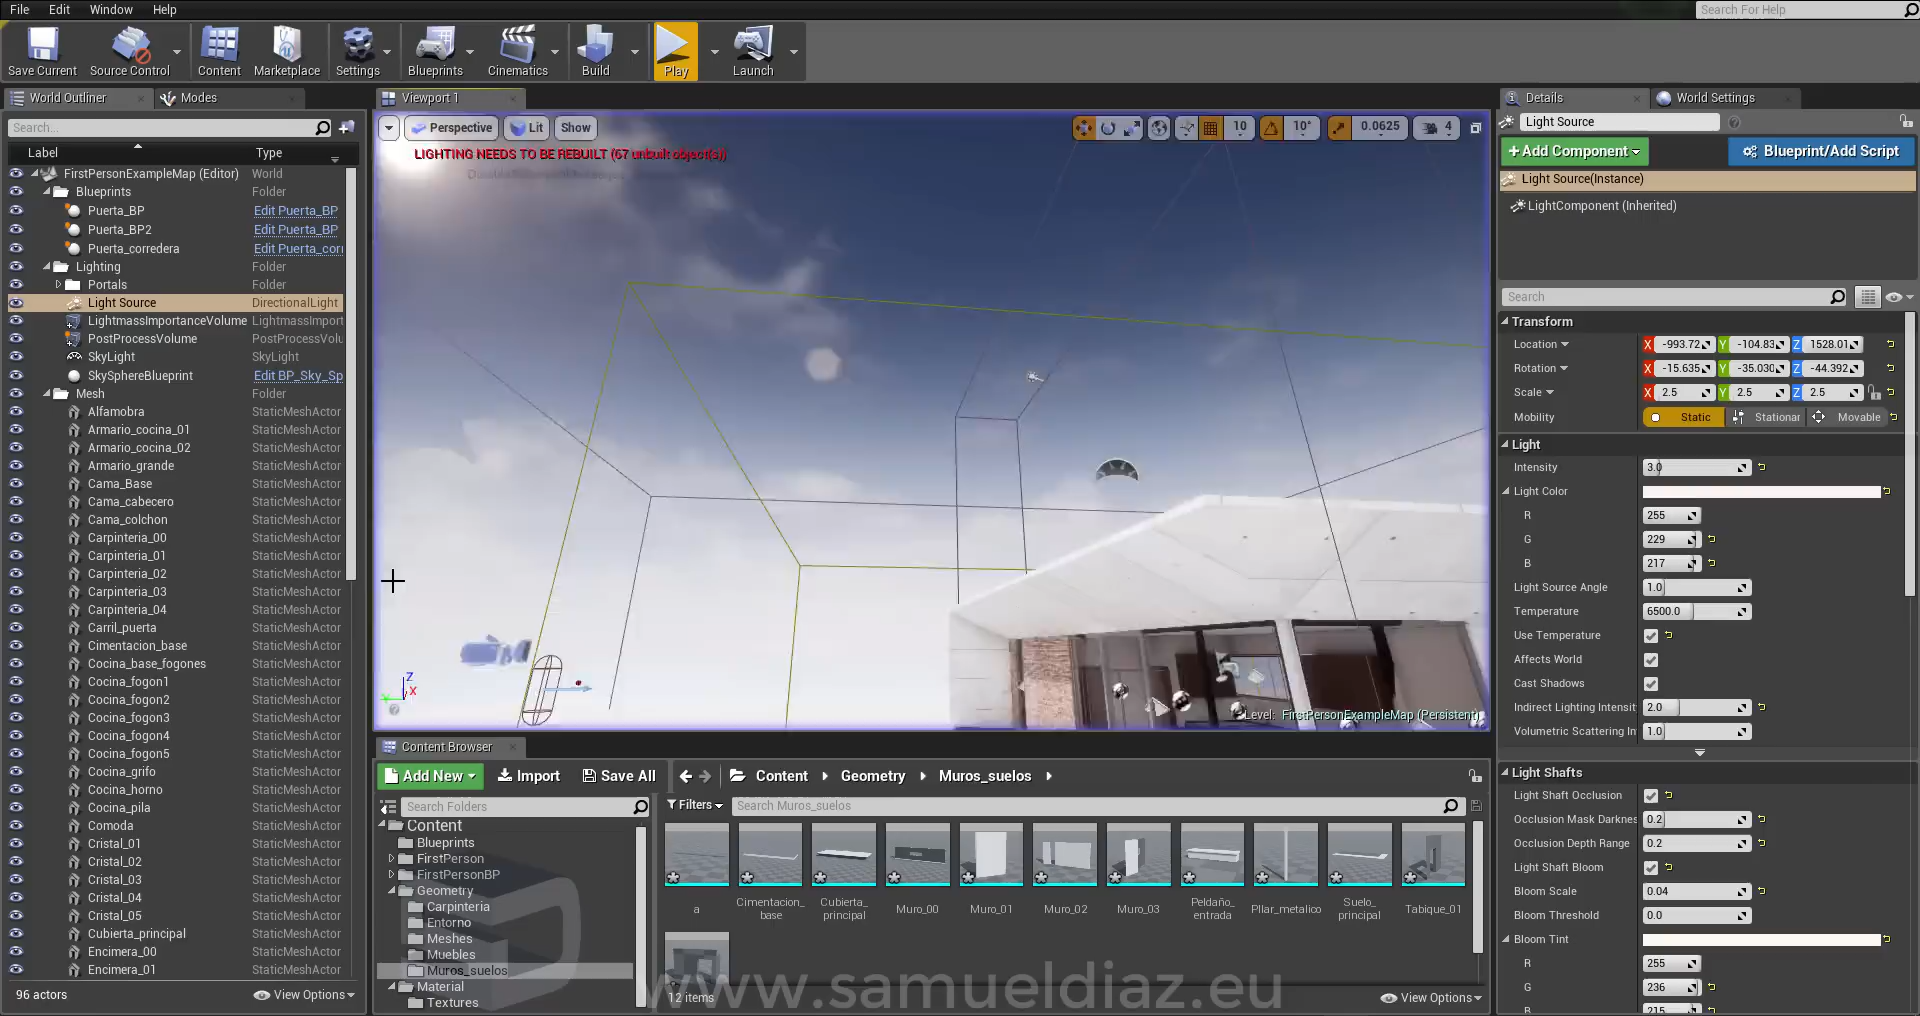 File Edit Window Help
Search For Help
Save Current Source Control Content Marketplace Settings Blueprints Cinematics Build Play Launch
World Outliner Modes
Viewport 1
Details World Settings
Search...
Label Type
FirstPersonExampleMap (Editor) World
Blueprints Folder
Puerta_BP Edit Puerta_BP
Puerta_BP2 Edit Puerta_BP
Puerta_corredera Edit Puerta_corr
Lighting Folder
Portals Folder
Light Source DirectionalLight
LightmassImportanceVolume LightmassImport
PostProcessVolume PostProcessVolu
SkyLight SkyLight
SkySphereBlueprint Edit BP_Sky_Sp
Mesh Folder
Alfamobra StaticMeshActor
Armario_cocina_01 StaticMeshActor
Armario_cocina_02 StaticMeshActor
Armario_grande StaticMeshActor
Cama_Base StaticMeshActor
Cama_cabecero StaticMeshActor
Cama_colchon StaticMeshActor
Carpinteria_00 StaticMeshActor
Carpinteria_01 StaticMeshActor
Carpinteria_02 StaticMeshActor
Carpinteria_03 StaticMeshActor
Carpinteria_04 StaticMeshActor
Carril_puerta StaticMeshActor
Cimentacion_base StaticMeshActor
Cocina_base_fogones StaticMeshActor
Cocina_fogon1 StaticMeshActor
Cocina_fogon2 StaticMeshActor
Cocina_fogon3 StaticMeshActor
Cocina_fogon4 StaticMeshActor
Cocina_fogon5 StaticMeshActor
Cocina_grifo StaticMeshActor
Cocina_horno StaticMeshActor
Cocina_pila StaticMeshActor
Comoda StaticMeshActor
Cristal_01 StaticMeshActor
Cristal_02 StaticMeshActor
Cristal_03 StaticMeshActor
Cristal_04 StaticMeshActor
Cristal_05 StaticMeshActor
Cubierta_principal StaticMeshActor
Encimera_00 StaticMeshActor
Encimera_01 StaticMeshActor
96 actors View Options
Perspective Lit Show 10 10° 0.0625 4
LIGHTING NEEDS TO BE REBUILT (67 unbuilt object(s))
Z
X
Level: FirstPersonExampleMap (Persistent)
Content Browser
Add New Import Save All Content Geometry Muros_suelos
Search Folders
Filters Search Muros_suelos
Content
Blueprints
FirstPerson
FirstPersonBP
Geometry
Carpinteria
Entorno
Meshes
Muebles
Muros_suelos
Material
Textures
a
Cimentacion_
base
Cubierta_
principal
Muro_00
Muro_01
Muro_02
Muro_03
Peldaño_
entrada
PIlar_metalico
Suelo_
principal
Tabique_01
12 items View Options
www.samueldiaz.eu
Light Source
+Add Component Blueprint/Add Script
Light Source(Instance)
LightComponent (Inherited)
Search
Transform
Location X -993.72 Y -104.83 Z 1528.01
Rotation X -15.635 Y -35.030 Z -44.392
Scale X 2.5 Y 2.5 Z 2.5
Mobility Static Stationar Movable
Light
Intensity 3.0
Light Color
R 255
G 229
B 217
Light Source Angle 1.0
Temperature 6500.0
Use Temperature
Affects World
Cast Shadows
Indirect Lighting Intensit 2.0
Volumetric Scattering In 1.0
Light Shafts
Light Shaft Occlusion
Occlusion Mask Darknes 0.2
Occlusion Depth Range 0.2
Light Shaft Bloom
Bloom Scale 0.04
Bloom Threshold 0.0
Bloom Tint
R 255
G 236
B 215